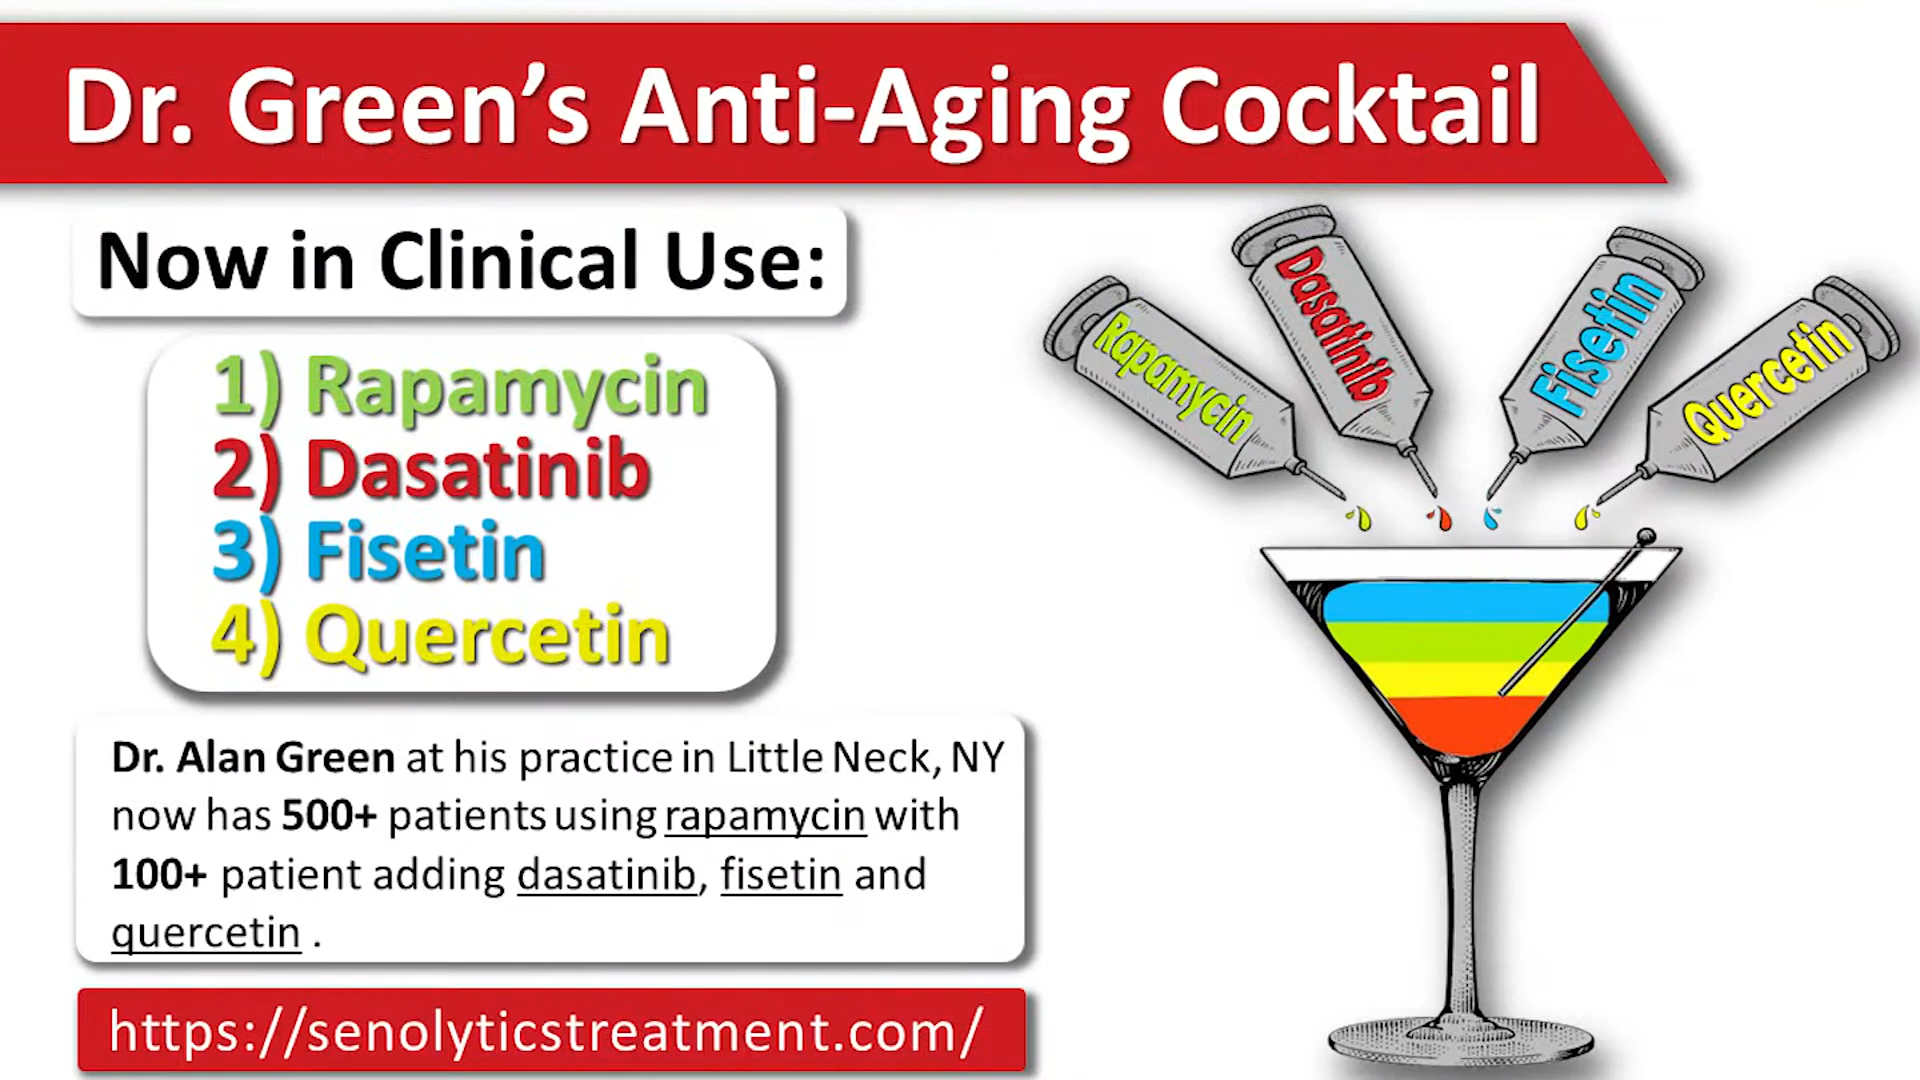 Dr. Green’s Anti-Aging Cocktail
Now in Clinical Use:
1) Rapamycin
2) Dasatinib
3) Fisetin
4) Quercetin
Dr. Alan Green at his practice in Little Neck, NY
now has 500+ patients using rapamycin with
100+ patient adding dasatinib, fisetin and
quercetin .
https://senolyticstreatment.com/
Rapamycin
Dasatinib
Fisetin
Quercetin